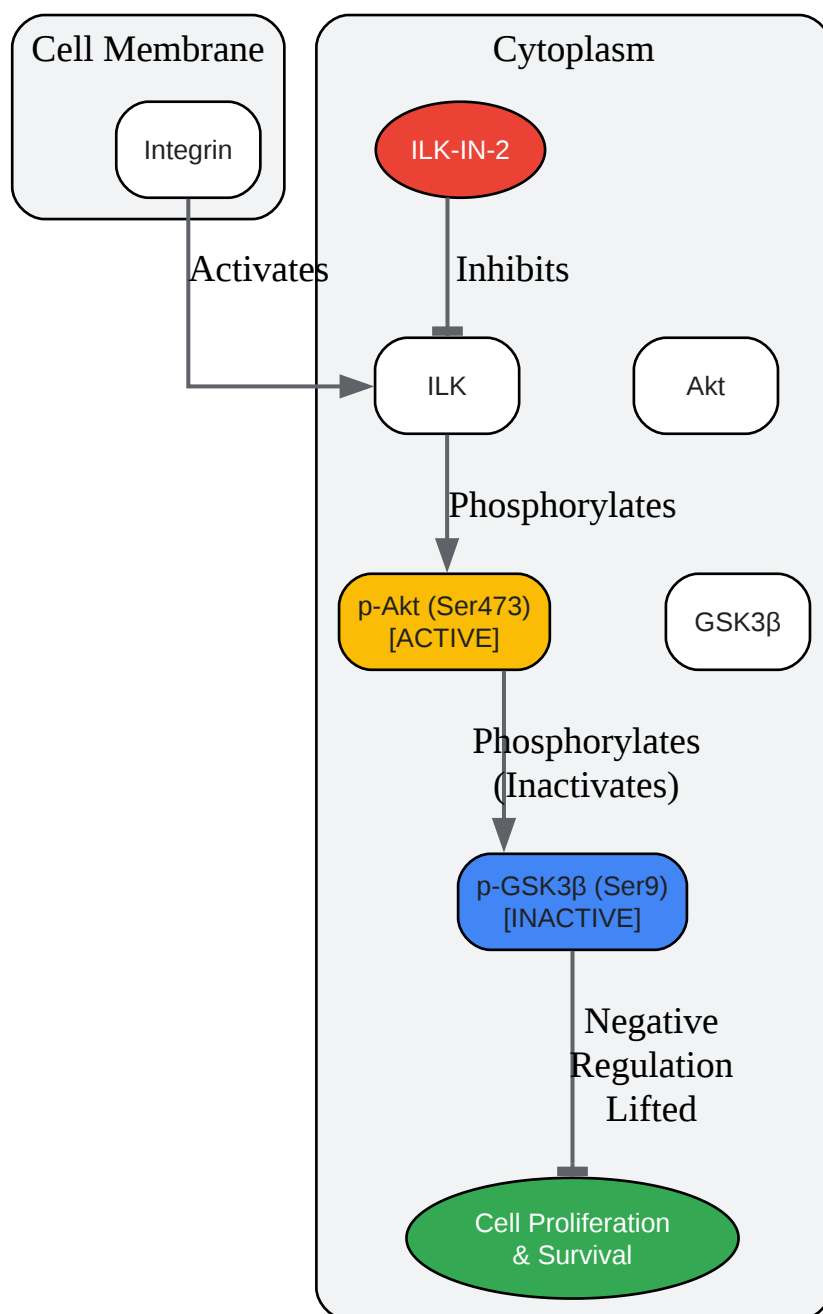 Cell Membrane
Cytoplasm
Integrin
ILK-IN-2
Activates
Inhibits
ILK
Akt
Phosphorylates
p-Akt (Ser473)
[ACTIVE]
GSK3β
Phosphorylates
(Inactivates)
p-GSK3β (Ser9)
[INACTIVE]
Negative
Regulation
Lifted
Cell Proliferation
& Survival